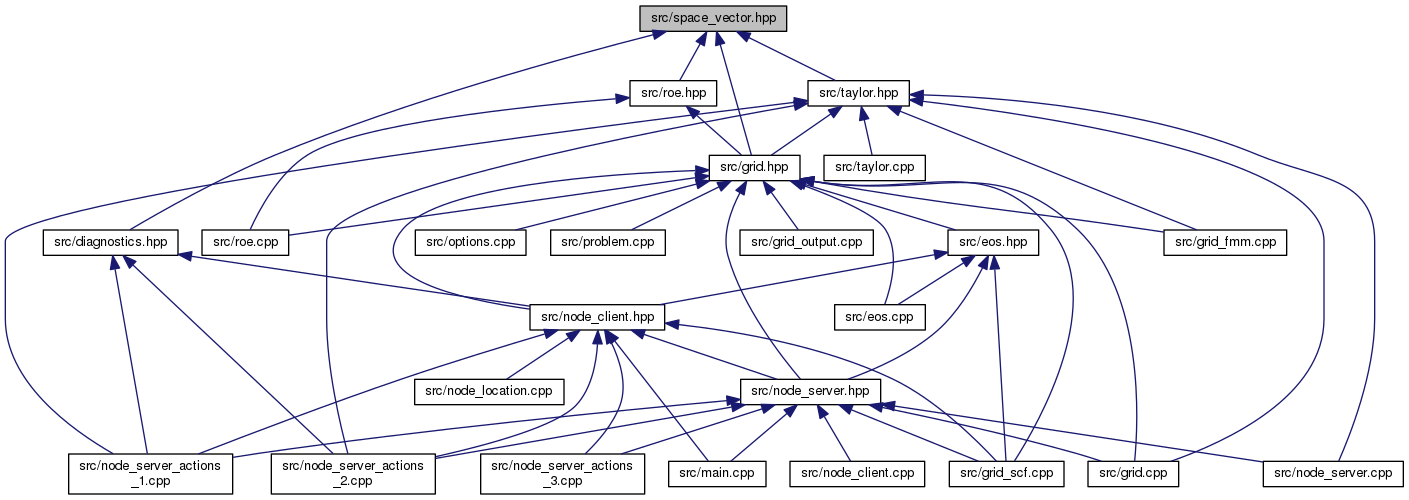 src/space_vector.hpp
src/roe.hpp
src/taylor.hpp
src/grid.hpp
src/taylor.cpp
src/diagnostics.hpp
src/roe.cpp
src/options.cpp
src/problem.cpp
src/grid_output.cpp
src/eos.hpp
src/grid_fmm.cpp
src/node_client.hpp
src/eos.cpp
src/node_location.cpp
src/node_server.hpp
src/node_server_actions
_1.cpp
src/node_server_actions
_2.cpp
src/node_server_actions
_3.cpp
src/main.cpp
src/node_client.cpp
src/grid_scf.cpp
src/grid.cpp
src/node_server.cpp